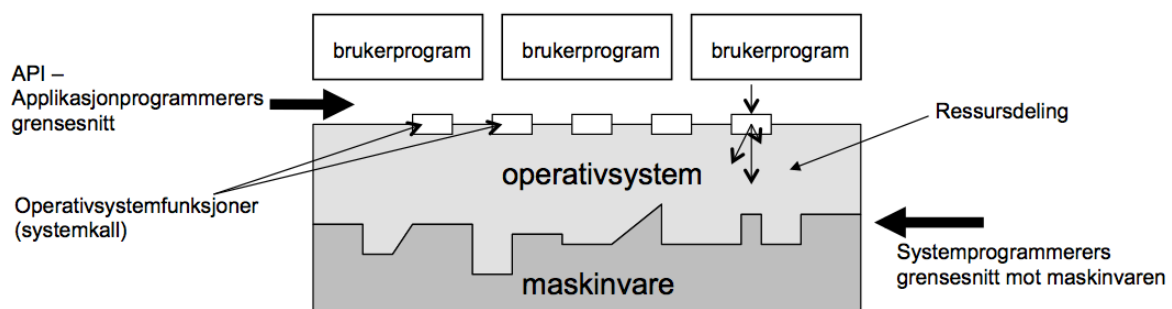 brukerprogram
brukerprogram
brukerprogram
API –
Applikasjonprogrammerers
grensesnitt
Ressursdeling
operativsystem
Operativsystemfunksjoner
(systemkall)
Systemprogrammerers
grensesnitt mot maskinvaren
maskinvare